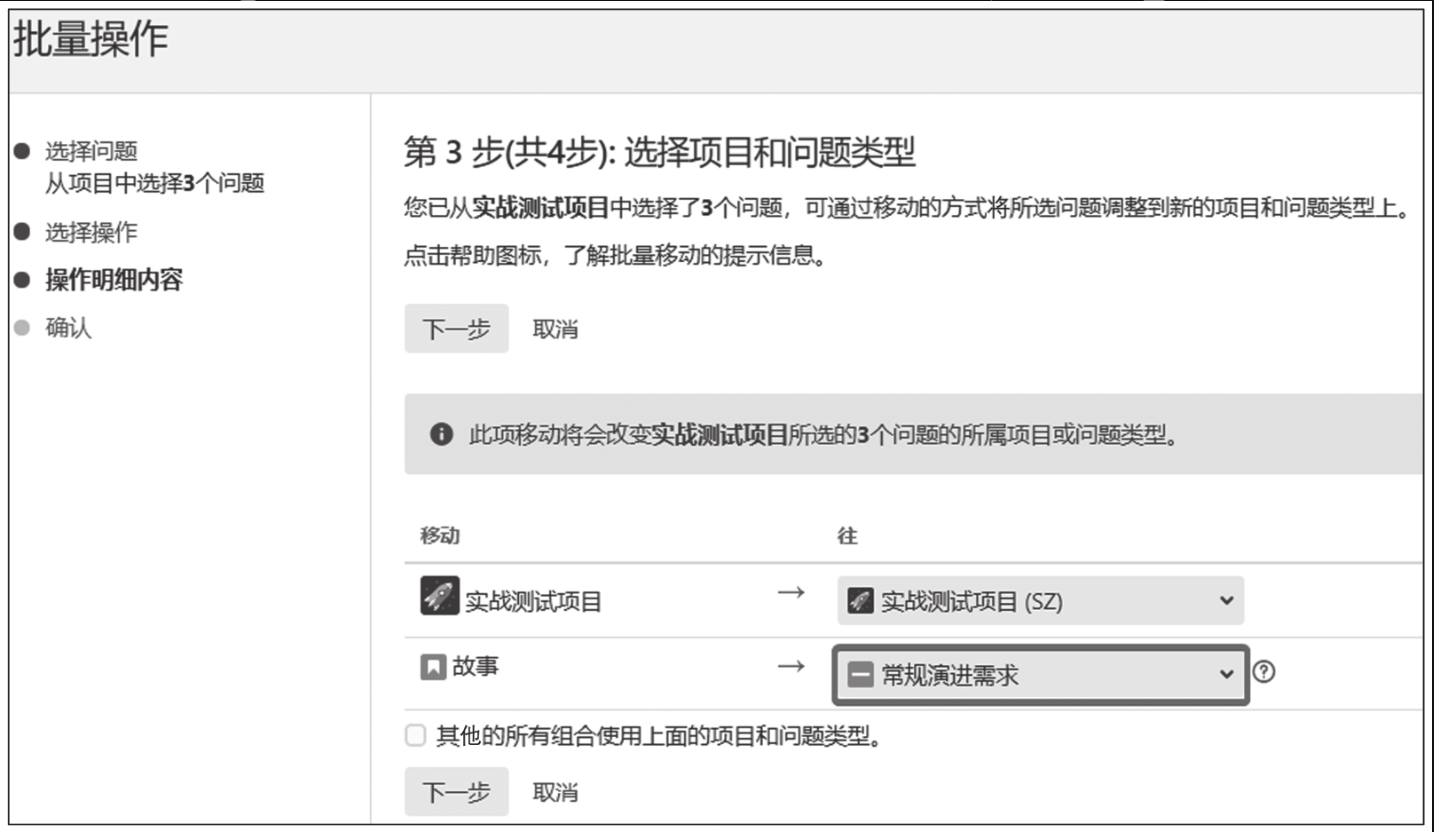 批量操作
选择问题
从项目中选择3个问题
选择操作
操作明细内容
确认
第 3 步(共4步): 选择项目和问题类型
您已从实战测试项目中选择了3个问题，可通过移动的方式将所选问题调整到新的项目和问题类型上。
点击帮助图标，了解批量移动的提示信息。
下一步 取消
此项移动将会改变实战测试项目所选的3个问题的所属项目或问题类型。
移动 往
实战测试项目 → 实战测试项目 (SZ)
故事 → 常规演进需求
其他的所有组合使用上面的项目和问题类型。
下一步 取消